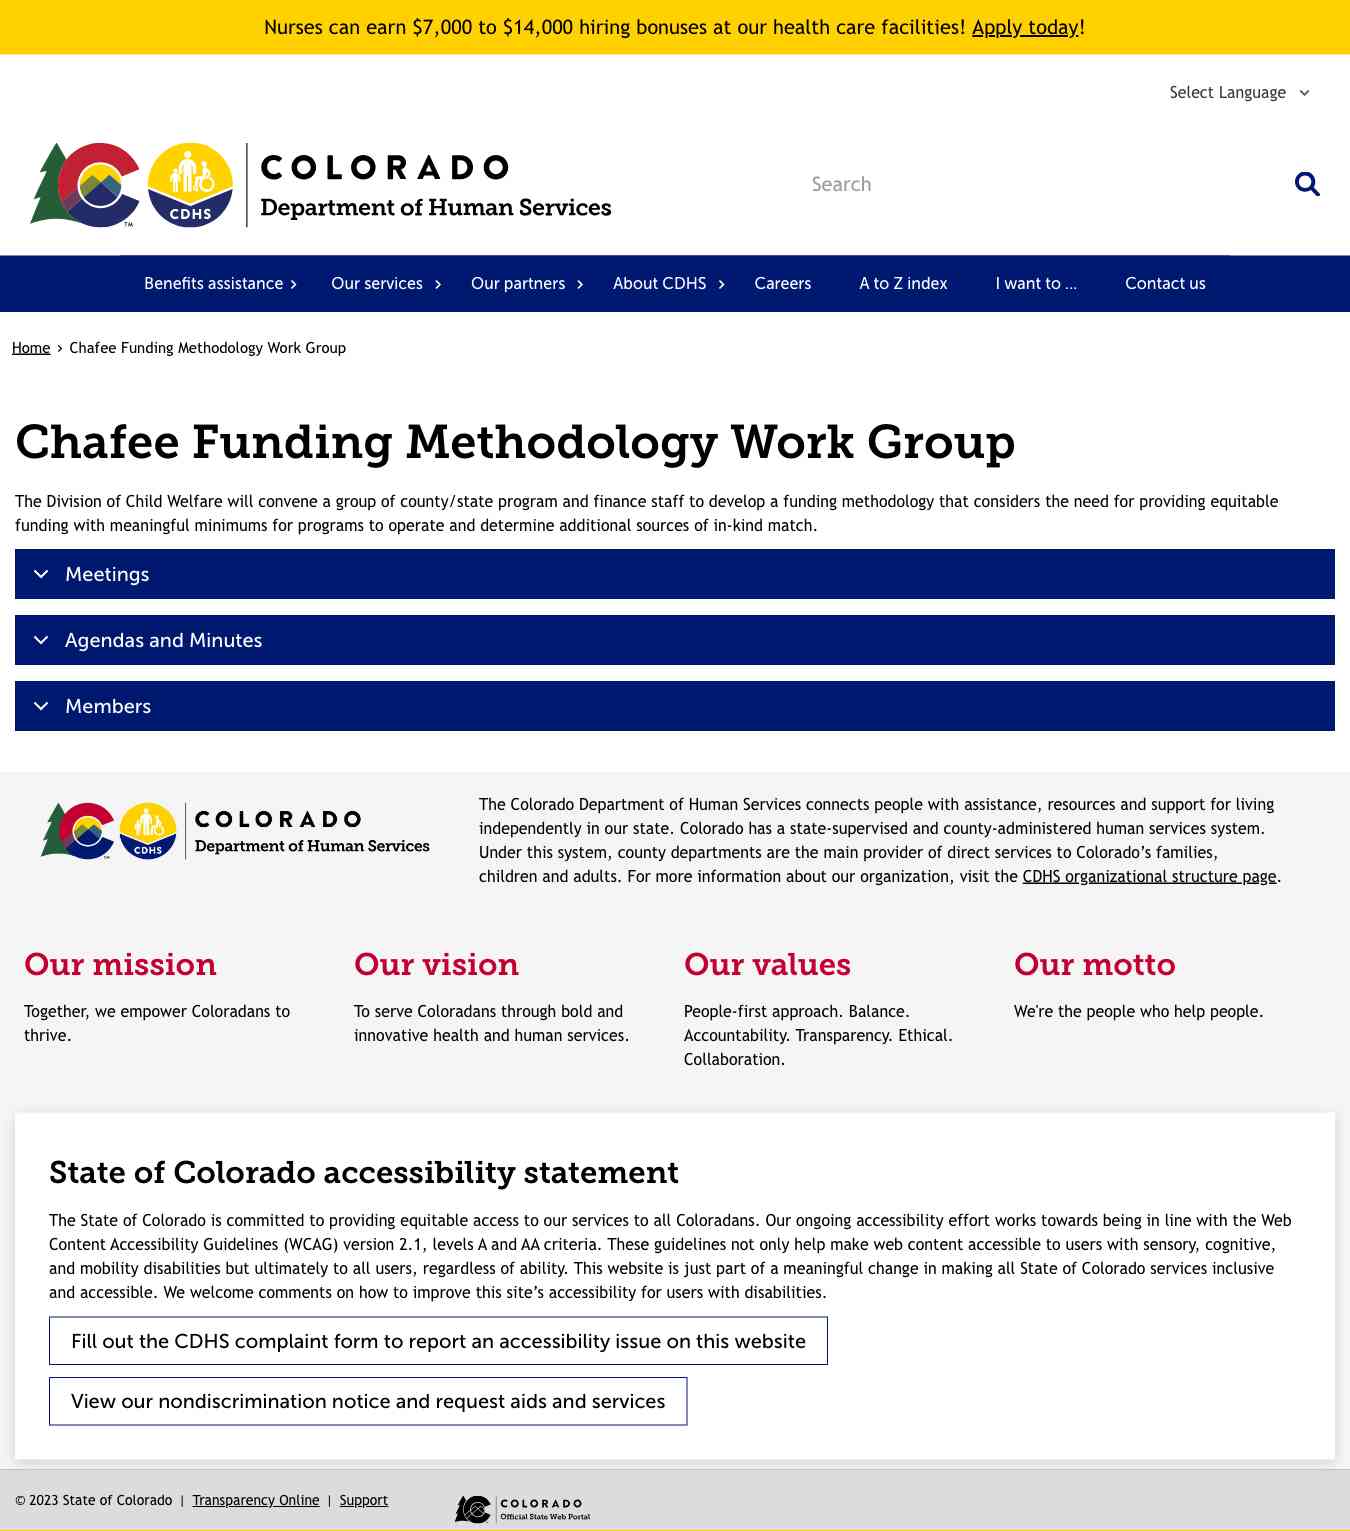 Nurses can earn $7,000 to $14,000 hiring bonuses at our health care facilities! Apply today!
Select Language
COLORADO
Department of Human Services
CDHS
TM
Search
Benefits assistance Our services Our partners About CDHS Careers A to Z index I want to ... Contact us
Home › Chafee Funding Methodology Work Group
Chafee Funding Methodology Work Group
The Division of Child Welfare will convene a group of county/state program and finance staff to develop a funding methodology that considers the need for providing equitable
funding with meaningful minimums for programs to operate and determine additional sources of in-kind match.
Meetings
Agendas and Minutes
Members
COLORADO
Department of Human Services
CDHS
TM
The Colorado Department of Human Services connects people with assistance, resources and support for living
independently in our state. Colorado has a state-supervised and county-administered human services system.
Under this system, county departments are the main provider of direct services to Colorado’s families,
children and adults. For more information about our organization, visit the CDHS organizational structure page.
Our mission
Together, we empower Coloradans to
thrive.
Our vision
To serve Coloradans through bold and
innovative health and human services.
Our values
People-first approach. Balance.
Accountability. Transparency. Ethical.
Collaboration.
Our motto
We're the people who help people.
State of Colorado accessibility statement
The State of Colorado is committed to providing equitable access to our services to all Coloradans. Our ongoing accessibility effort works towards being in line with the Web
Content Accessibility Guidelines (WCAG) version 2.1, levels A and AA criteria. These guidelines not only help make web content accessible to users with sensory, cognitive,
and mobility disabilities but ultimately to all users, regardless of ability. This website is just part of a meaningful change in making all State of Colorado services inclusive
and accessible. We welcome comments on how to improve this site’s accessibility for users with disabilities.
Fill out the CDHS complaint form to report an accessibility issue on this website
View our nondiscrimination notice and request aids and services
© 2023 State of Colorado | Transparency Online | Support
COLORADO
Official State Web Portal